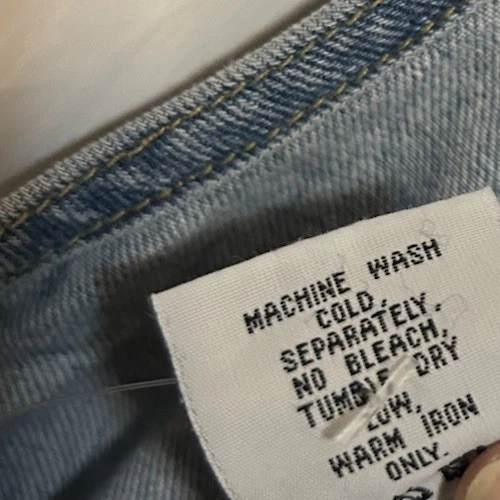 MACHINE WASH
COLD,
SEPARATELY.
NO BLEACH,
TUMBLE DRY
LOW,
WARM IRON
ONLY.